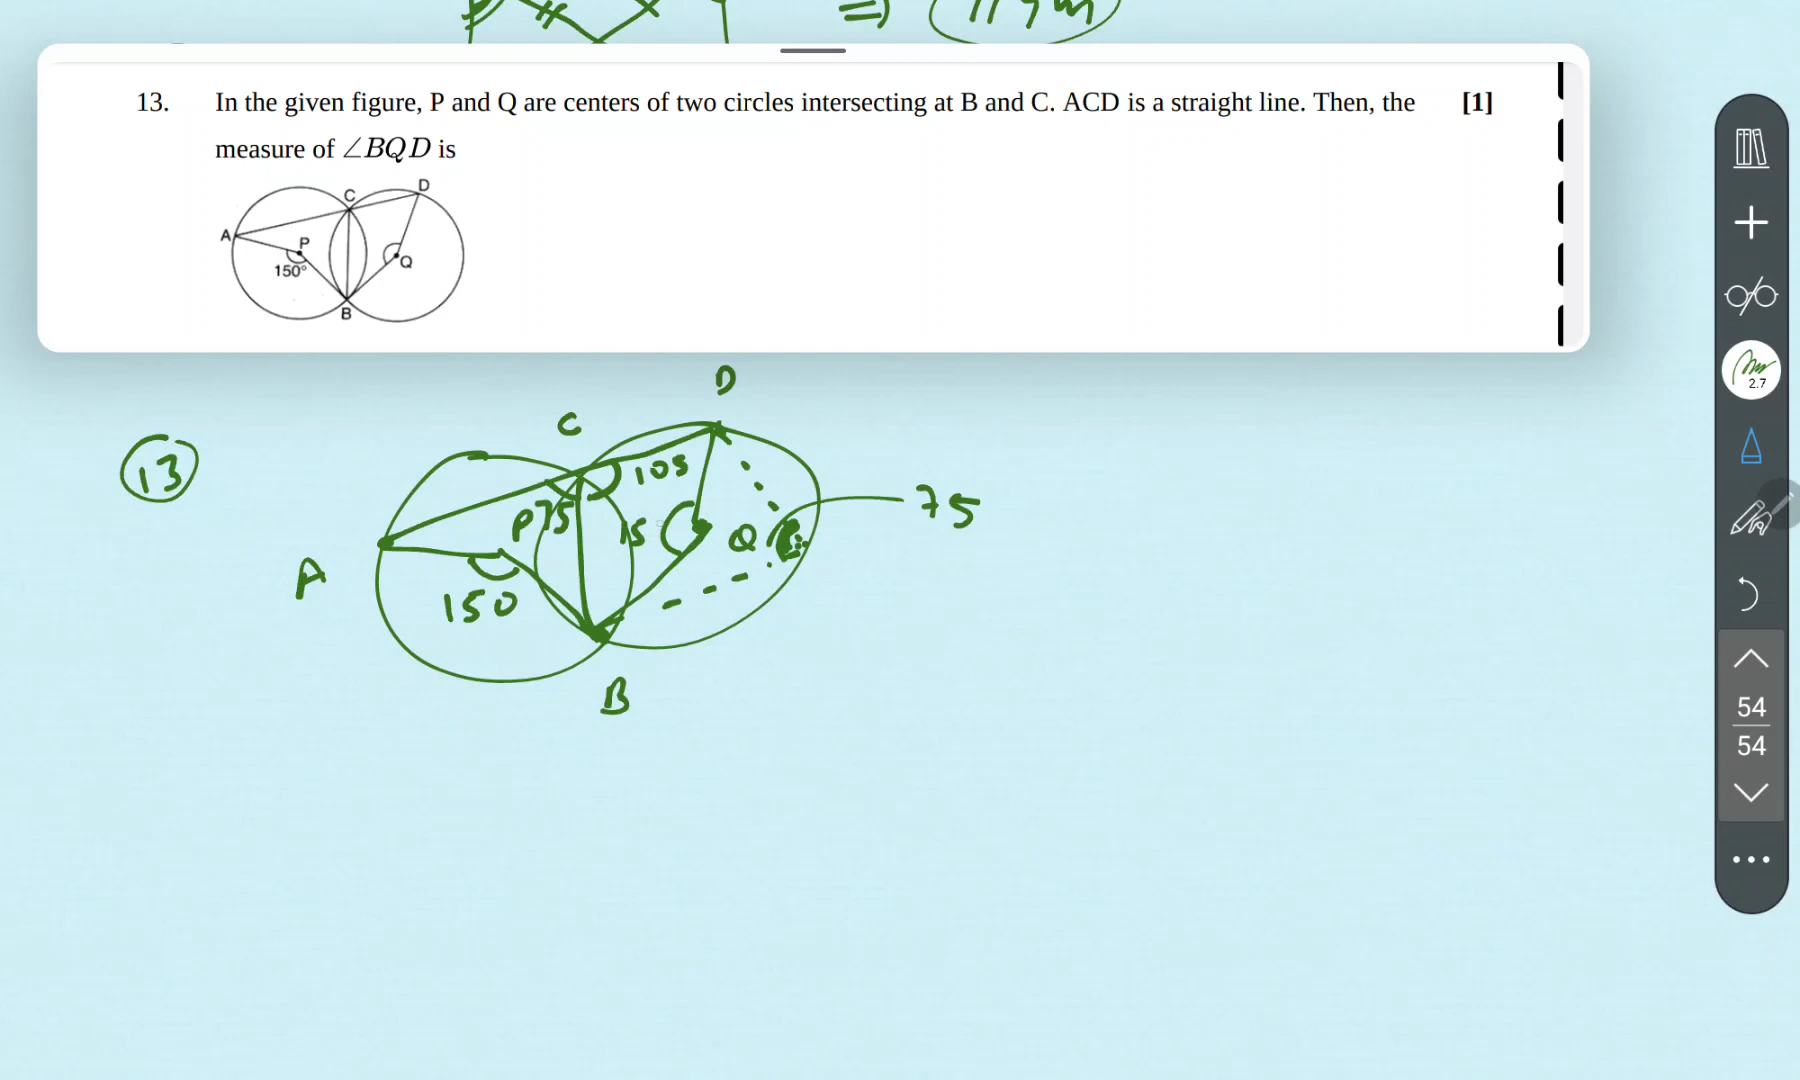 13. In the given figure, P and Q are centers of two circles intersecting at B and C. ACD is a straight line. Then, the [1]
measure of ∠BQD is
D
C
A
P
150°
Q
B
D
C
13
105
P 75
15
Q
75
A
150
B
2.7
54
54